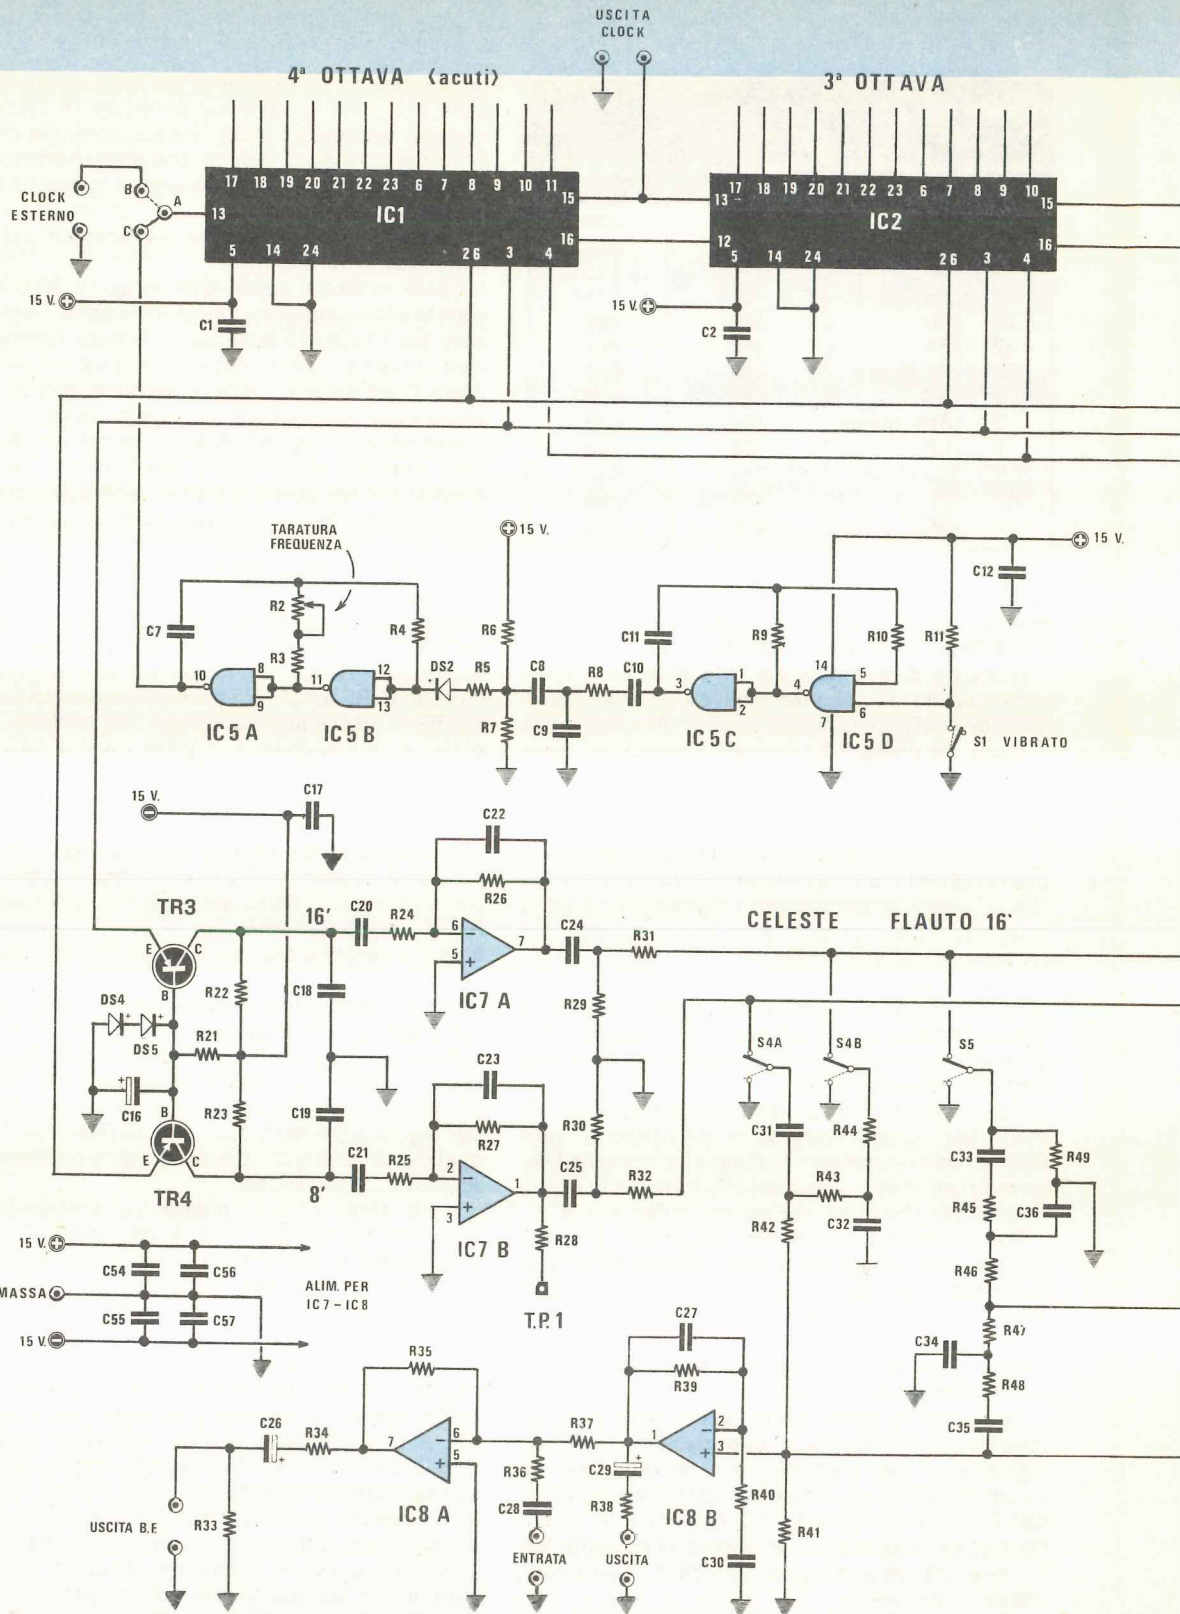 USCITA
CLOCK
4ª OTTAVA (acuti)
3ª OTTAVA
17 18 19 20 21 22 23 6 7 8 9 10 11
15
13
IC1
16
5 14 24 26 3 4
17 18 19 20 21 22 23 6 7 8 9 10
15
13
IC2
12
16
5 14 24 26 3 4
CLOCK
ESTERNO
B
A
C
15 V.
C1
15 V.
C2
TARATURA
FREQUENZA
15 V.
15 V.
C12
C7
R2
R3
R4
R6
C11
R9
R10
R11
10
8
9
11
12
13
DS2
R5
C8
R8
C10
3
1
2
4
14
5
6
7
IC5 A
IC5 B
R7
C9
IC5 C
IC5 D
S1 VIBRATO
15 V.
C17
C22
R26
TR3
16'
C20
R24
6
5
7
C24
R31
CELESTE
FLAUTO 16'
E
C
B
R22
C18
IC7 A
R29
DS4
DS5
R21
C16
R23
C19
C23
R27
R30
S4A
S4B
S5
C31
R44
C33
R49
B
E
C
TR4
8'
C21
R25
2
3
1
C25
R32
R43
R42
C32
R45
C36
IC7 B
R28
T.P.1
R46
15 V.
C54
C56
MASSA
C55
C57
15 V.
ALIM. PER
IC7 - IC8
C27
R39
R35
R47
C34
R48
C35
C26
R34
7
6
5
R37
1
2
3
R36
C29
C28
R38
R40
USCITA B.F.
R33
IC8 A
IC8 B
R41
ENTRATA
USCITA
C30